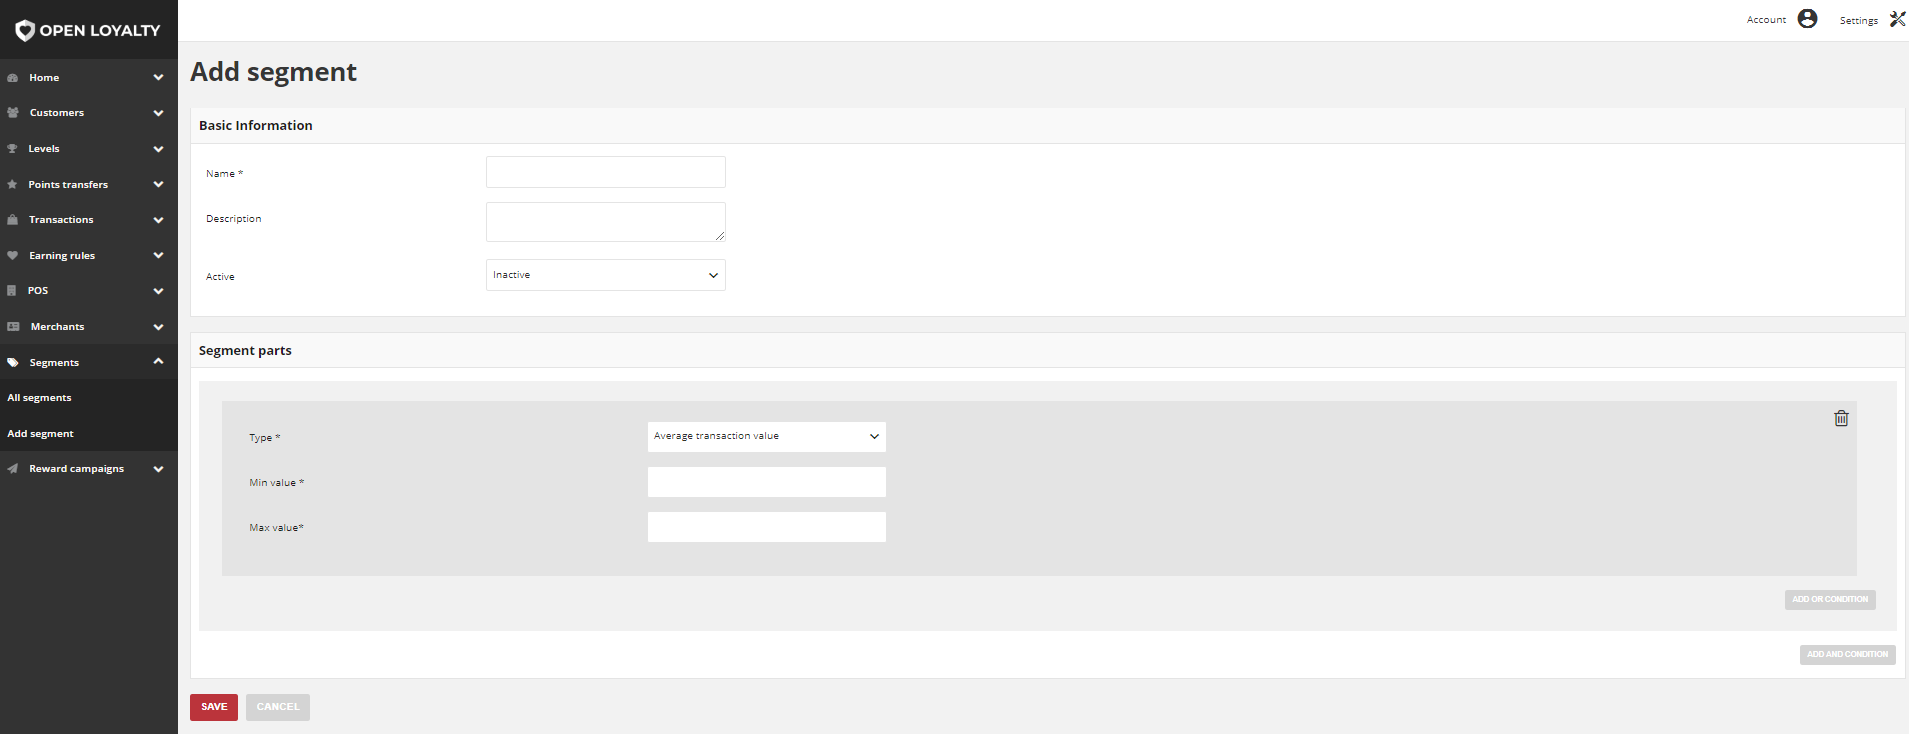 OPEN LOYALTY
Account
Settings
Home
Customers
Levels
Points transfers
Transactions
Earning rules
POS
Merchants
Segments
All segments
Add segment
Reward campaigns
Add segment
Basic Information
Name *
Description
Active
Inactive
Segment parts
Type *
Average transaction value
Min value *
Max value*
ADD OR CONDITION
ADD AND CONDITION
SAVE
CANCEL